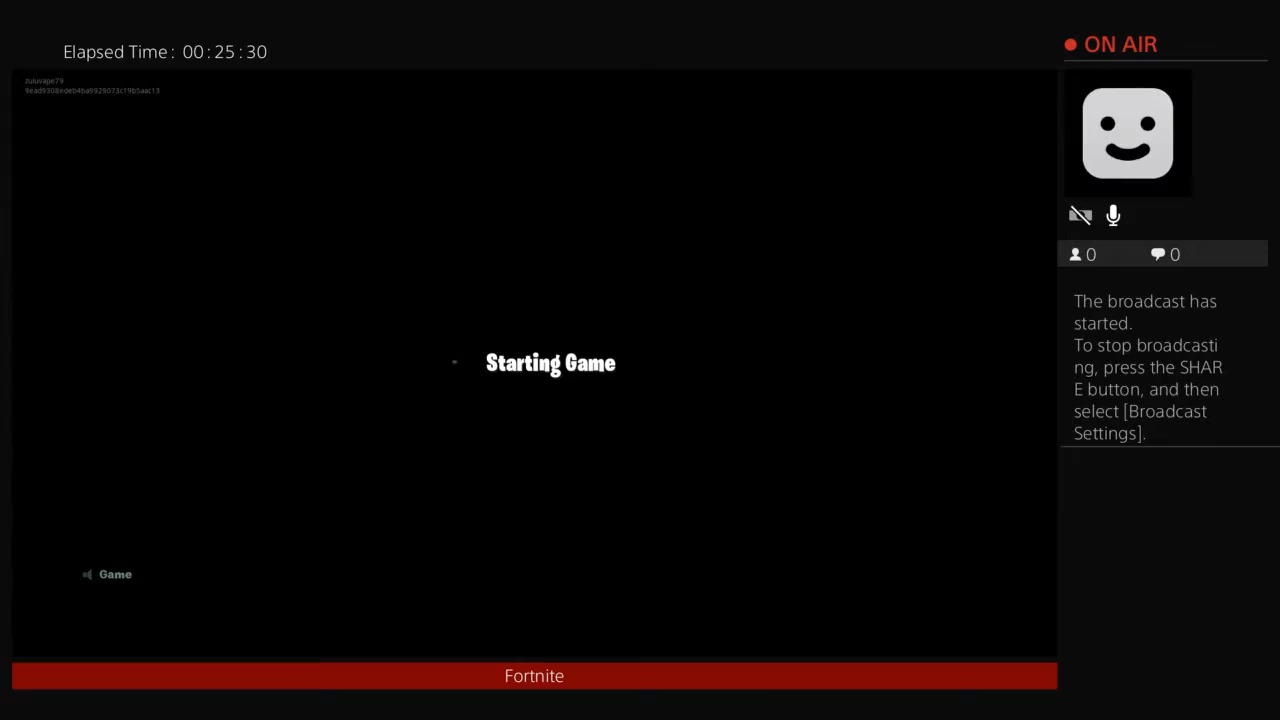 Elapsed Time: 00:25:30
ON AIR
zuluvape79
Starting Game
Game
Fortnite
0
0
The broadcast has
started.
To stop broadcasti
ng, press the SHAR
E button, and then
select [Broadcast
Settings].